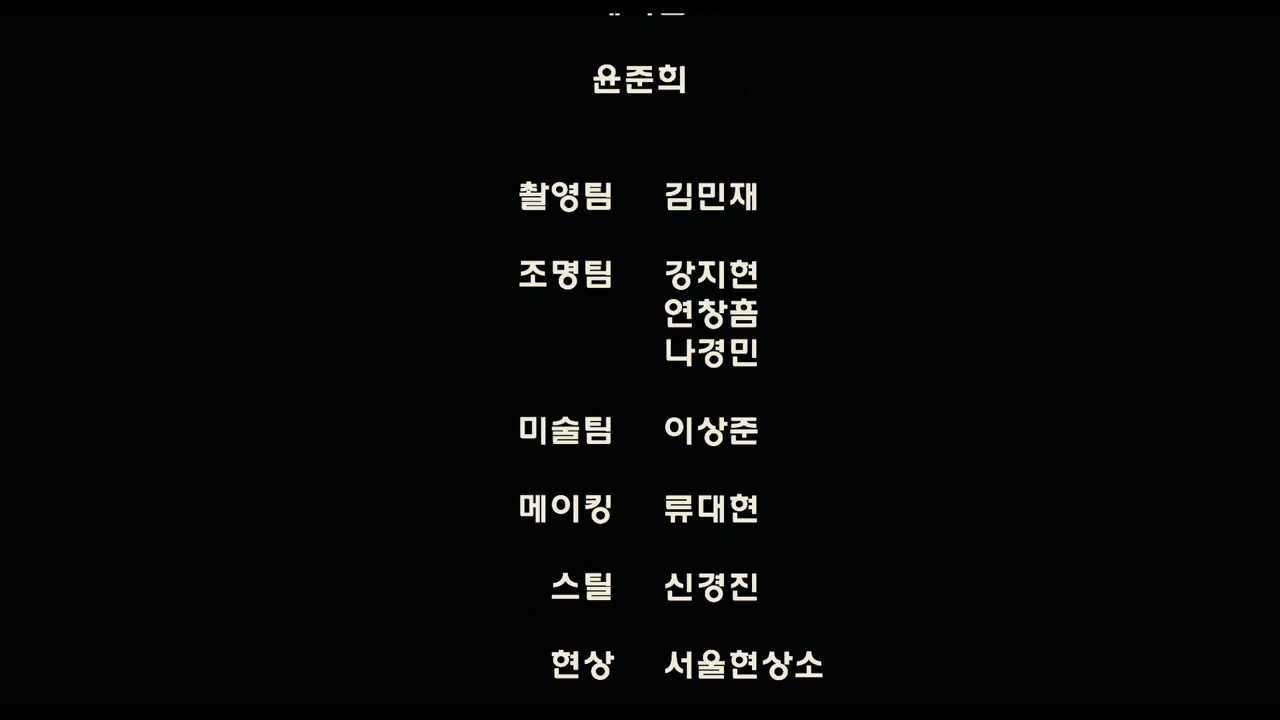 윤준희
촬영팀 김민재
조명팀 강지현
연창흠
나경민
미술팀 이상준
메이킹 류대현
스틸 신경진
현상 서울현상소